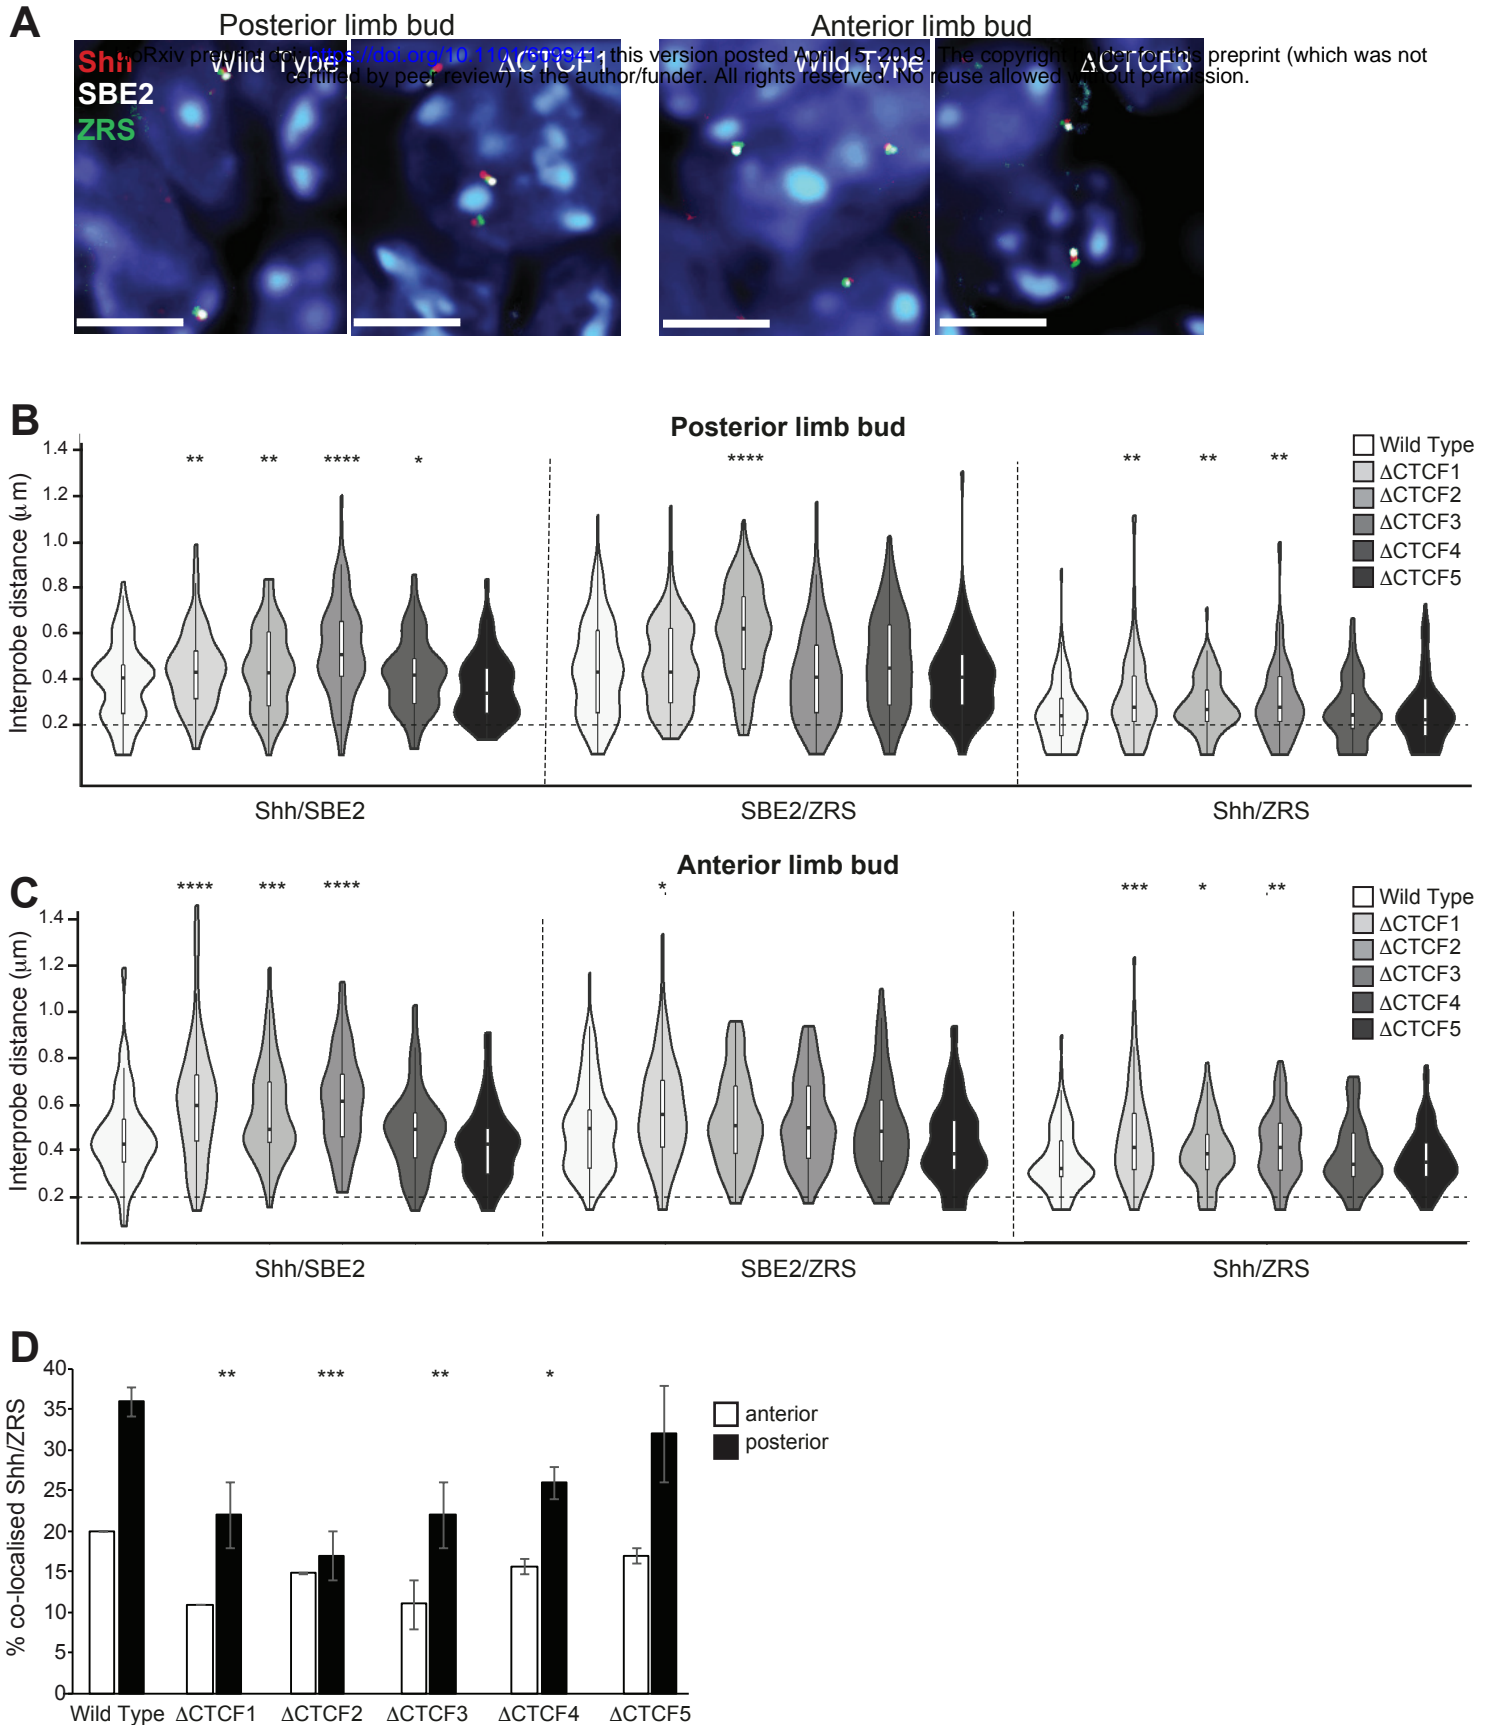 A
Posterior limb bud
Anterior limb bud
Shh
SBE2
ZRS
Wild Type
ΔCTCF1
Wild Type
ΔCTCF3
preprint doi: https://doi.org/10.1101/609941; this version posted April 15, 2019. The copyright holder for this preprint (which was not
certified by peer review) is the author/funder. All rights reserved. No reuse allowed without permission.
B
Posterior limb bud
Interprobe distance (μm)
1.4
1.2
1.0
0.8
0.6
0.4
0.2
** ** **** * **** ** ** **
Shh/SBE2
SBE2/ZRS
Shh/ZRS
Wild Type
ΔCTCF1
ΔCTCF2
ΔCTCF3
ΔCTCF4
ΔCTCF5
C
Anterior limb bud
Interprobe distance (μm)
1.4
1.2
1.0
0.8
0.6
0.4
0.2
**** *** **** * *** * **
Shh/SBE2
SBE2/ZRS
Shh/ZRS
Wild Type
ΔCTCF1
ΔCTCF2
ΔCTCF3
ΔCTCF4
ΔCTCF5
D
% co-localised Shh/ZRS
40
35
30
25
20
15
10
5
0
** *** ** *
anterior
posterior
Wild Type ΔCTCF1 ΔCTCF2 ΔCTCF3 ΔCTCF4 ΔCTCF5